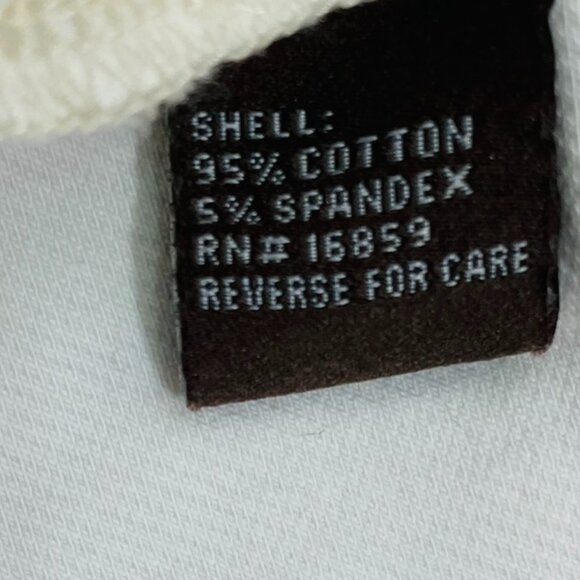 SHELL:
95% COTTON
5% SPANDEX
RN# 16859
REVERSE FOR CARE